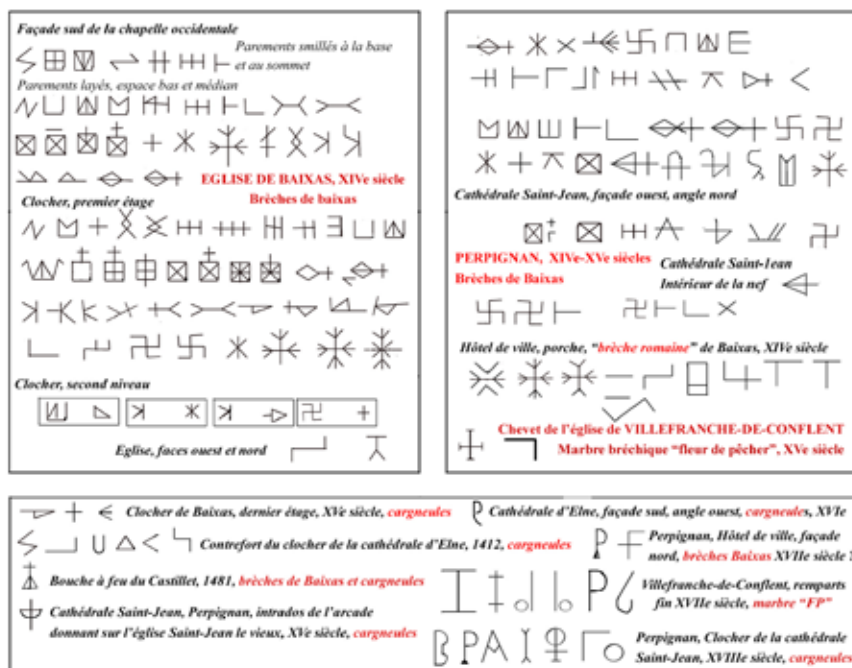 Façade sud de la chapelle occidentale
Parements smillés à la base
et au sommet
Parements layés, espace bas et médian
EGLISE DE BAIXAS, XIVe siècle
Brèches de baixas
Clocher, premier étage
Clocher, second niveau
Eglise, faces ouest et nord
Cathédrale Saint-Jean, façade ouest, angle nord
PERPIGNAN, XIVe-XVe siècles
Brèches de Baixas
Cathédrale Saint-Jean
Intérieur de la nef
Hôtel de ville, porche, “brèche romaine” de Baixas, XIVe siècle
Chevet de l'église de VILLEFRANCHE-DE-CONFLENT
Marbre bréchique “fleur de pêcher”, XVe siècle
Clocher de Baixas, dernier étage, XVe siècle, cargneules
Contrefort du clocher de la cathédrale d'Elne, 1412, cargneules
Bouche à feu du Castillet, 1481, brèches de Baixas et cargneules
Cathédrale Saint-Jean, Perpignan, intrados de l'arcade
donnant sur l'église Saint-Jean le vieux, XVe siècle, cargneules
Cathédrale d'Elne, façade sud, angle ouest, cargneules, XVIe
Perpignan, Hôtel de ville, façade
nord, brèches Baixas XVIIe siècle ?
Villefranche-de-Conflent, remparts
fin XVIIe siècle, marbre “FP”
Perpignan, Clocher de la cathédrale
Saint-Jean, XVIIIe siècle, cargneules